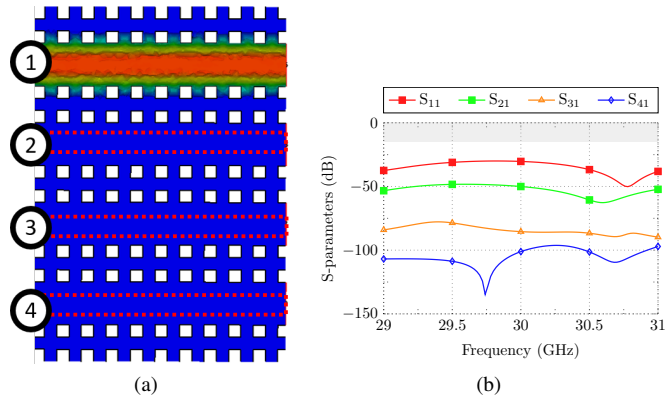 1
2
3
4
(a)
S11 S21 S31 S41
0
−50
−100
−150
S-parameters (dB)
29 29.5 30 30.5 31
Frequency (GHz)
(b)